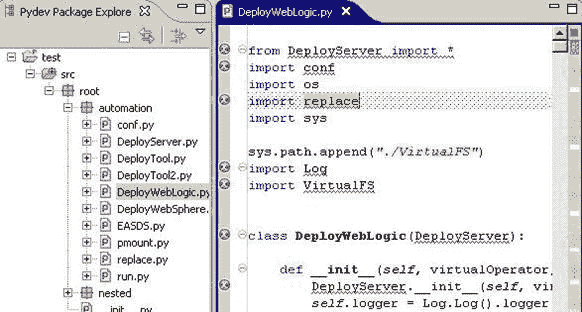 Pydev Package Explore
test
src
root
automation
conf.py
DeployServer.py
DeployTool.py
DeployTool2.py
DeployWebLogic.py
DeployWebSphere.
EASDS.py
pmount.py
replace.py
run.py
nested
__init__.py
DeployWebLogic.py
from DeployServer import *
import conf
import os
import replace
import sys
sys.path.append("./VirtualFS")
import Log
import VirtualFS
class DeployWebLogic(DeployServer):
def __init__(self, virtualOperator,
DeployServer.__init__(self, vi
self.logger = Log.Log().logger